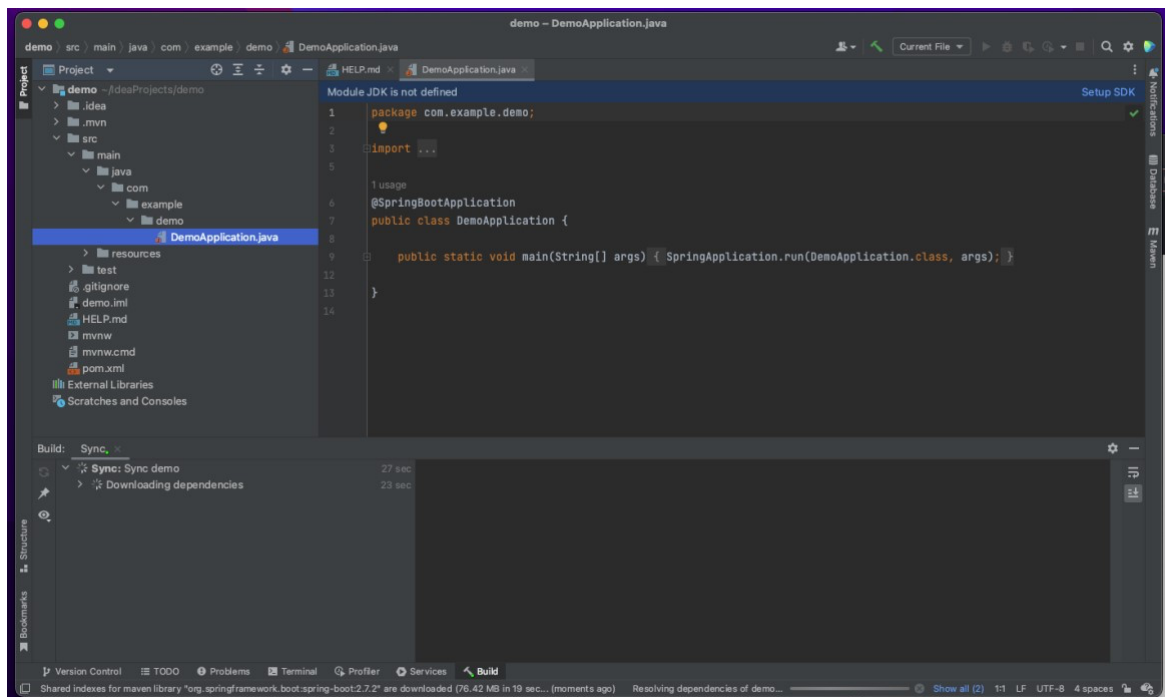 demo – DemoApplication.java
demo src main java com example demo DemoApplication.java
Current File
Project
HELP.md
DemoApplication.java
Project
demo ~/IdeaProjects/demo
.idea
.mvn
src
main
java
com
example
demo
DemoApplication.java
resources
test
.gitignore
demo.iml
HELP.md
mvnw
mvnw.cmd
pom.xml
External Libraries
Scratches and Consoles
Module JDK is not defined
Setup SDK
1 package com.example.demo;
2
3 import ...
5
1 usage
6 @SpringBootApplication
7 public class DemoApplication {
8
9 public static void main(String[] args) { SpringApplication.run(DemoApplication.class, args); }
12
13 }
14
Notifications
Database
m Maven
Build: Sync
Sync: Sync demo 27 sec
Downloading dependencies 23 sec
Structure
Bookmarks
Version Control TODO Problems Terminal Profiler Services Build
Shared indexes for maven library "org.springframework.boot:spring-boot:2.7.2" are downloaded (76.42 MB in 19 sec... (moments ago) Resolving dependencies of demo... Show all (2) 1:1 LF UTF-8 4 spaces